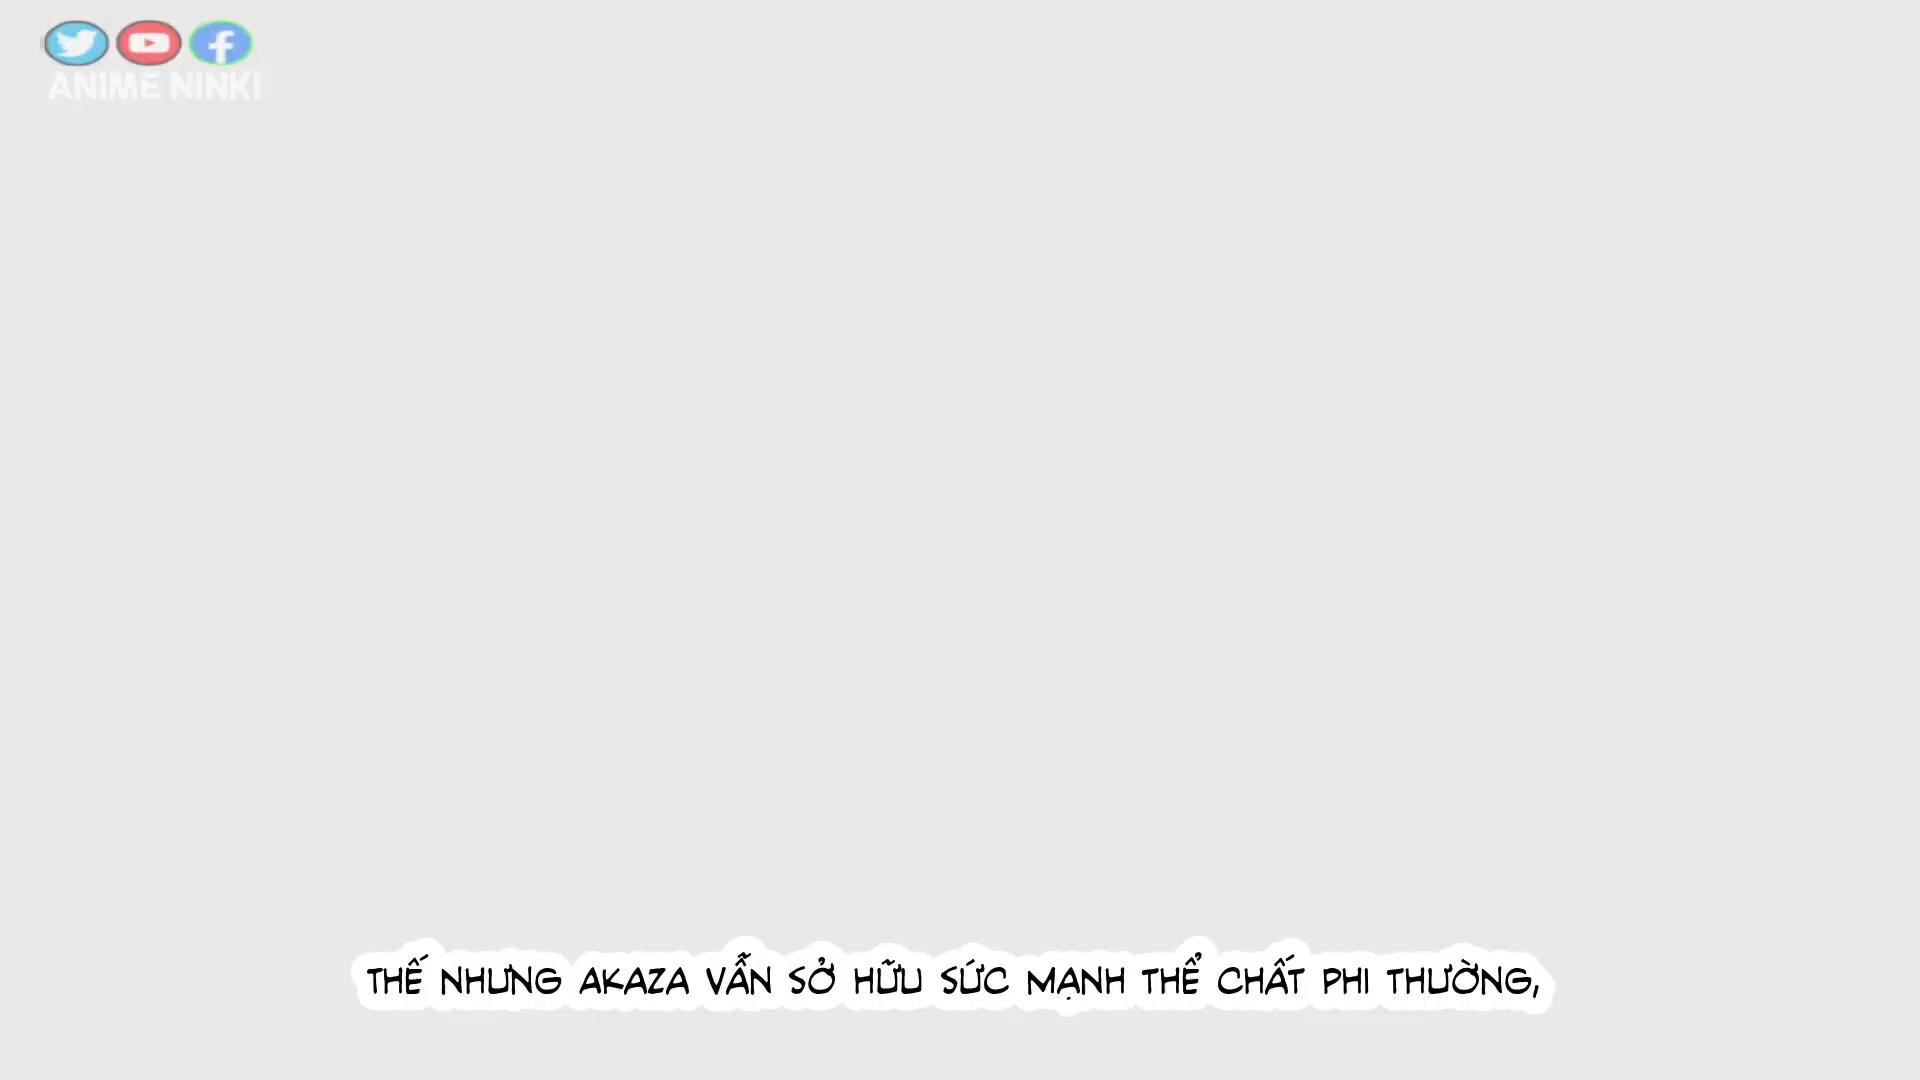 ANIME NINKI
THẾ NHƯNG AKAZA VẪN SỞ HỮU SỨC MẠNH THỂ CHẤT PHI THƯỜNG,